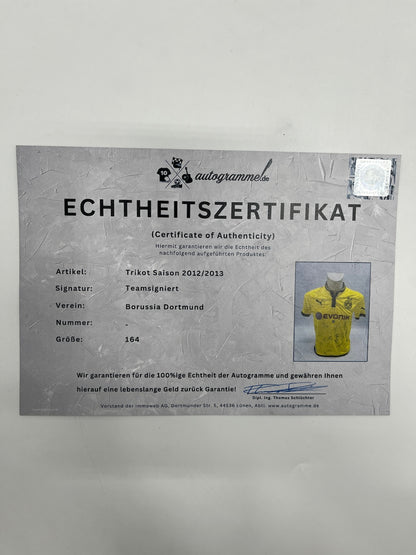 10
autogramme.de
ECHTHEITSZERTIFIKAT
(Certificate of Authenticity)
Hiermit garantieren wir die Echtheit des
nachfolgend aufgeführten Produktes:
Artikel: Trikot Saison 2012/2013
Signatur: Teamsigniert
Verein: Borussia Dortmund
Nummer: -
Größe: 164
EVONIK
Wir garantieren für die 100%ige Echtheit der Autogramme und gewähren Ihnen
hierauf eine lebenslange Geld zurück Garantie!
Dipl. Ing. Thomas Schlüchter
Vorstand der Immoweb AG, Dortmunder Str. 5, 44536 Lünen, Abtl. www.autogramme.de